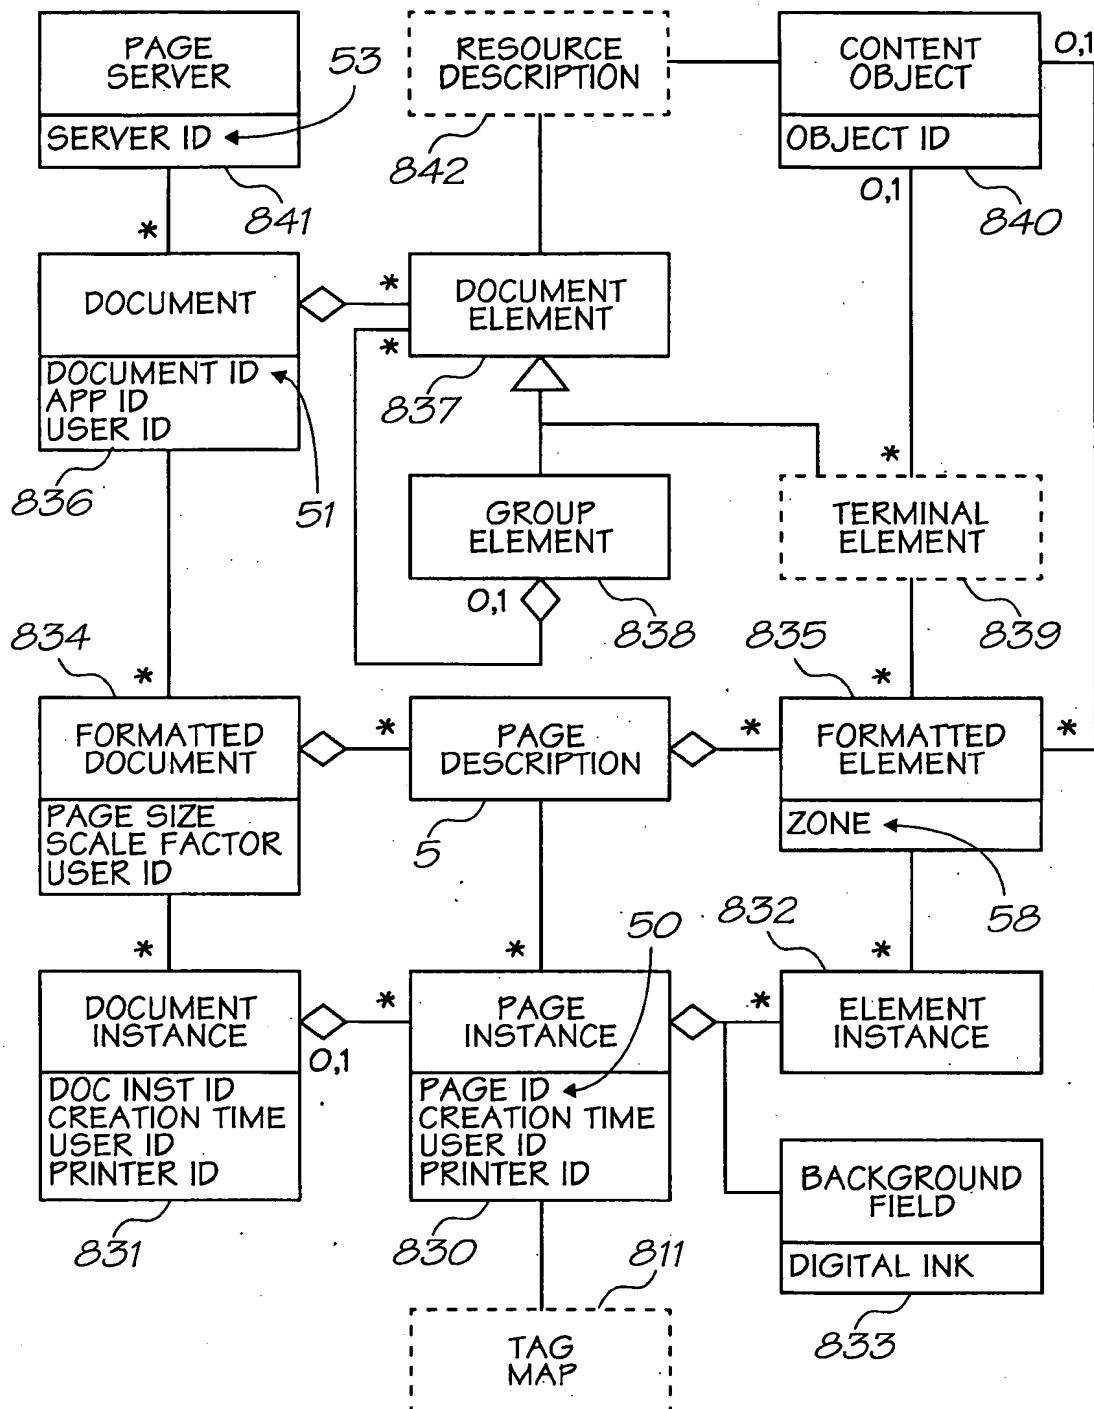 PAGE
SERVER
SERVER ID
53
841
RESOURCE
DESCRIPTION
842
CONTENT
OBJECT
OBJECT ID
0,1
0,1
840
*
DOCUMENT
DOCUMENT ID
APP ID
USER ID
836
51
*
*
DOCUMENT
ELEMENT
837
GROUP
ELEMENT
0,1
838
*
TERMINAL
ELEMENT
839
834
*
FORMATTED
DOCUMENT
PAGE SIZE
SCALE FACTOR
USER ID
*
PAGE
DESCRIPTION
5
835
*
*
FORMATTED
ELEMENT
*
ZONE
58
*
DOCUMENT
INSTANCE
0,1
DOC INST ID
CREATION TIME
USER ID
PRINTER ID
831
*
*
50
PAGE
INSTANCE
PAGE ID
CREATION TIME
USER ID
PRINTER ID
830
832
*
*
ELEMENT
INSTANCE
BACKGROUND
FIELD
DIGITAL INK
833
811
TAG
MAP